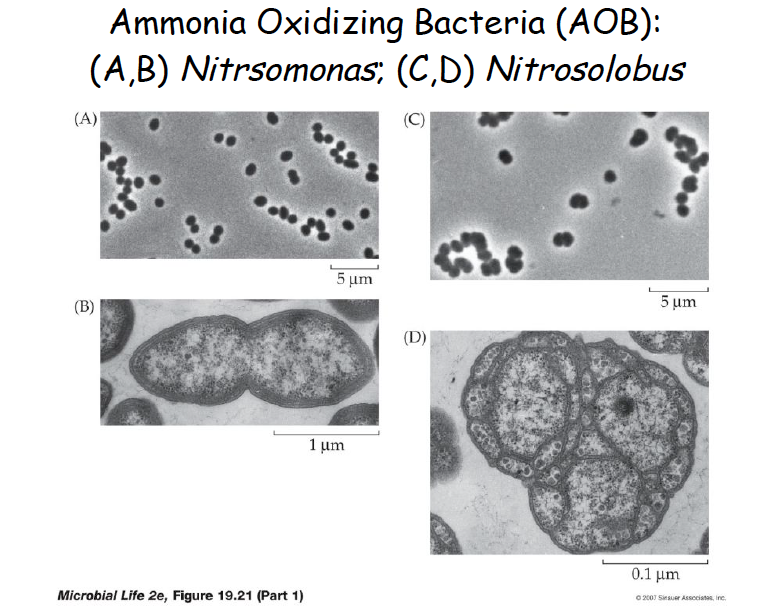 Ammonia Oxidizing Bacteria (AOB):
(A,B) Nitrsomonas; (C,D) Nitrosolobus
(A)
5 µm
(B)
1 µm
(C)
5 µm
(D)
0.1 µm
Microbial Life 2e, Figure 19.21 (Part 1)
© 2007 Sinauer Associates, Inc.